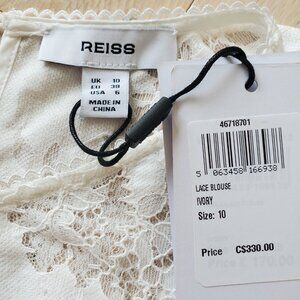 REISS
UK 10
EU 38
USA 6
MADE IN
CHINA
46718701
5 063458 166938
LACE BLOUSE
IVORY
Size: 10
Price C$330.00